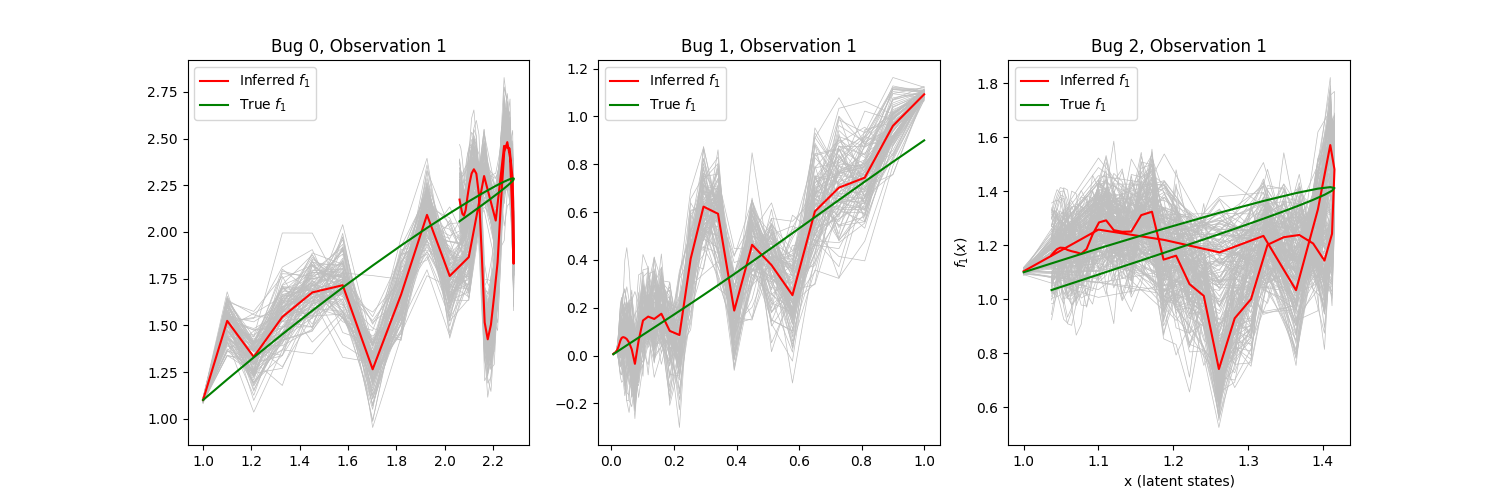 Bug 0, Observation 1
Inferred f₁
True f₁
2.75
2.50
2.25
2.00
1.75
1.50
1.25
1.00
1.0 1.2 1.4 1.6 1.8 2.0 2.2
Bug 1, Observation 1
Inferred f₁
True f₁
1.2
1.0
0.8
0.6
0.4
0.2
0.0
−0.2
0.0 0.2 0.4 0.6 0.8 1.0
Bug 2, Observation 1
Inferred f₁
True f₁
1.8
1.6
1.4
1.2
1.0
0.8
0.6
f₁(x)
1.0 1.1 1.2 1.3 1.4
x (latent states)